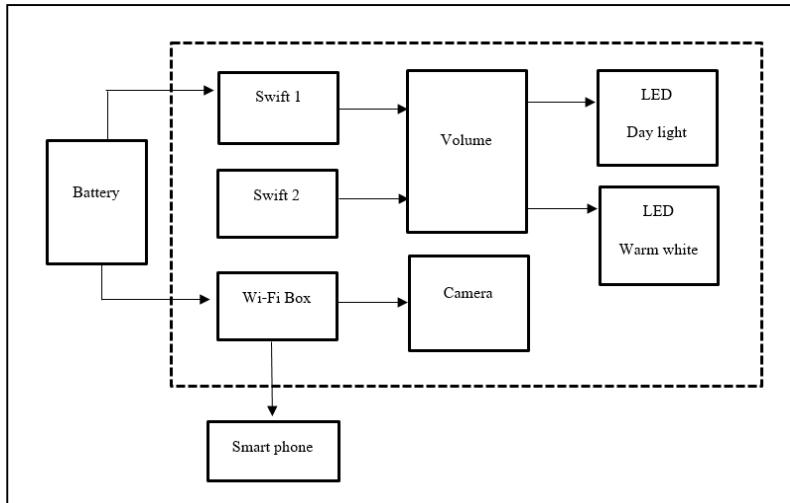 Swift 1
Volume
LED
Day light
Battery
Swift 2
LED
Warm white
Wi-Fi Box
Camera
Smart phone